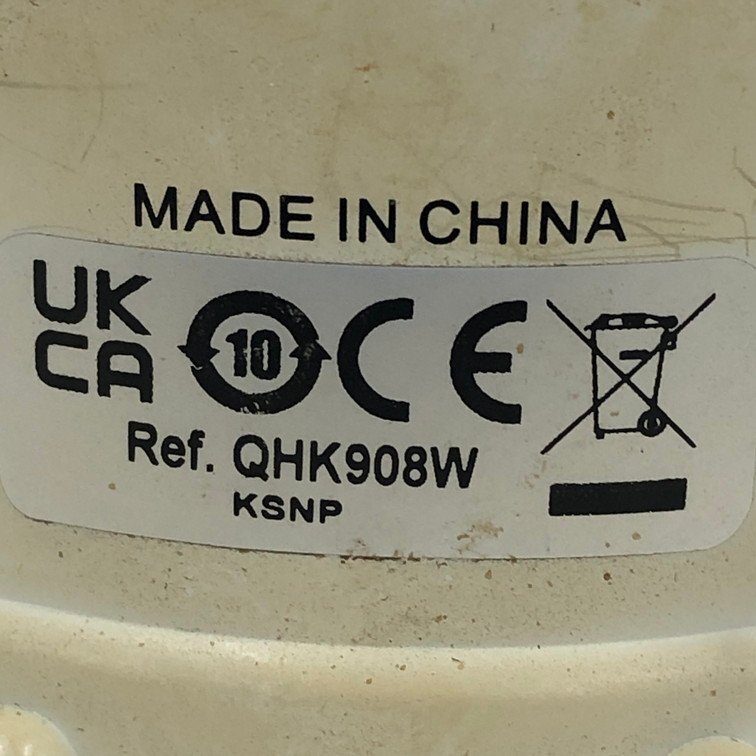 MADE IN CHINA
UK
CA
10
CE
Ref. QHK908W
KSNP